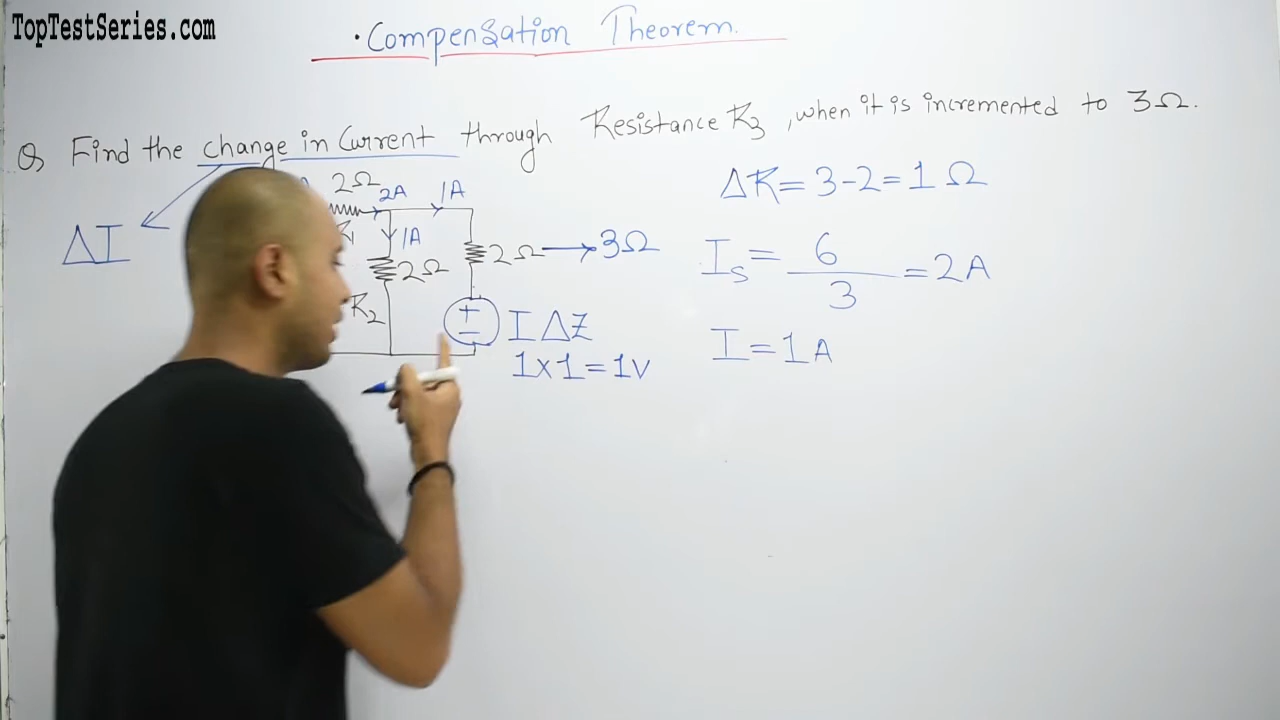 TopTestSeries.com
. Compensation Theorem.
Q Find the change in Current through Resistance R3, when it is incremented to 3Ω.
ΔI
2Ω
2A
1A
R1
1A
2Ω
R2
2Ω → 3Ω
+
−
I ΔZ
1x1=1V
ΔR = 3-2 = 1 Ω
Is = 6/3 = 2A
I = 1A